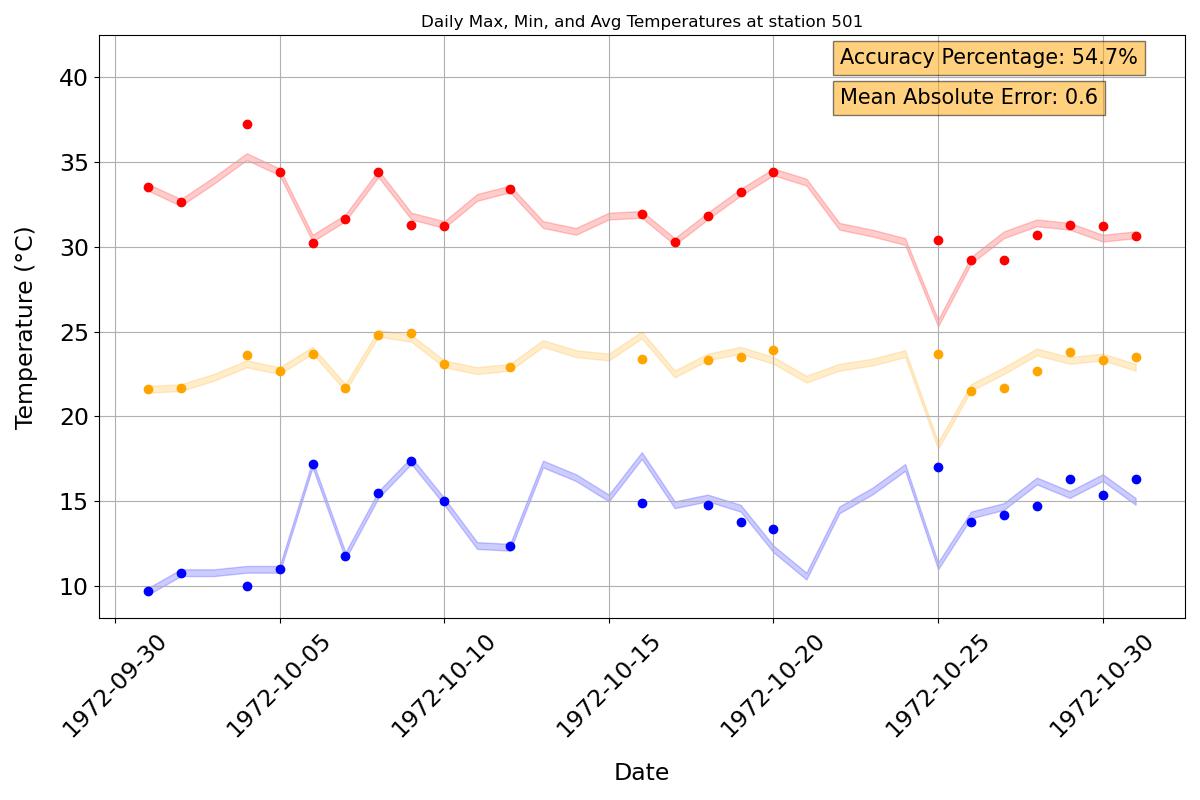 Daily Max, Min, and Avg Temperatures at station 501
Accuracy Percentage: 54.7%
Mean Absolute Error: 0.6
Temperature (°C)
40
35
30
25
20
15
10
1972-09-30
1972-10-05
1972-10-10
1972-10-15
1972-10-20
1972-10-25
1972-10-30
Date